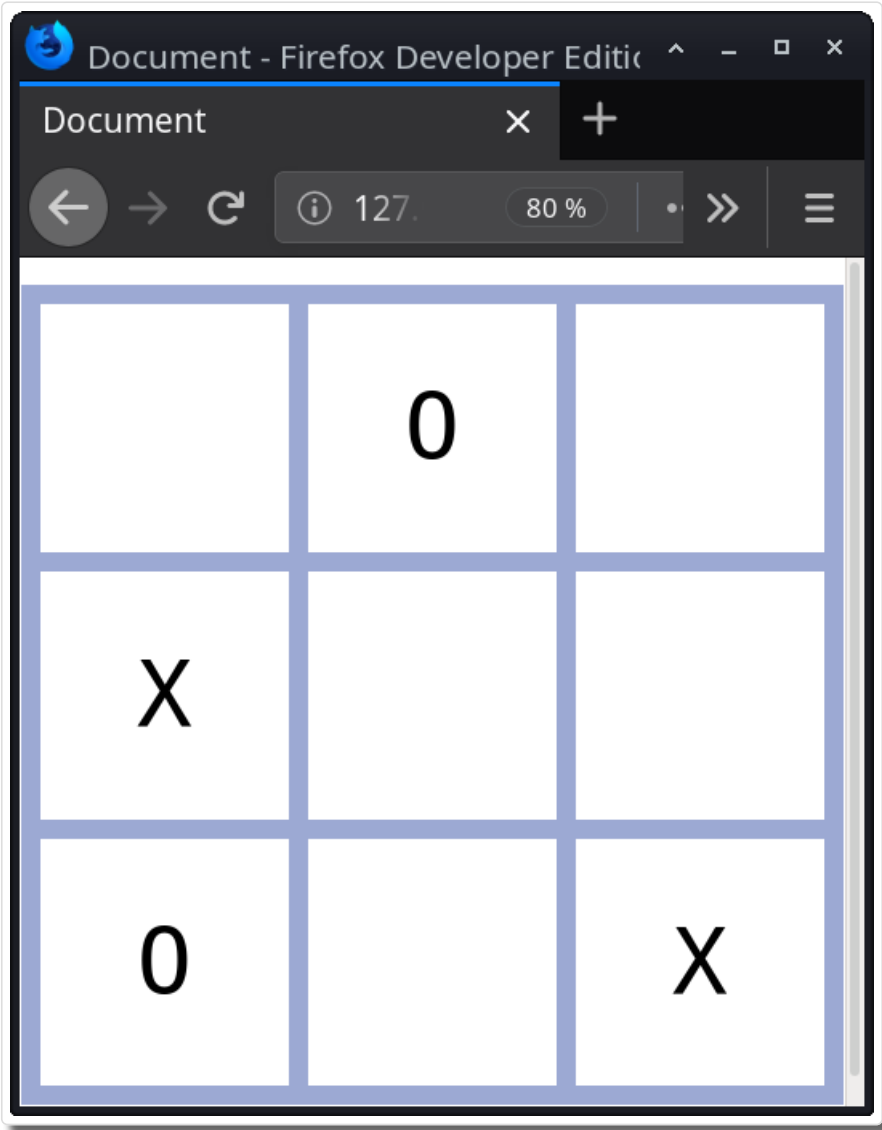 Document - Firefox Developer Editic
Document
127.
80 %
0
X
0 X